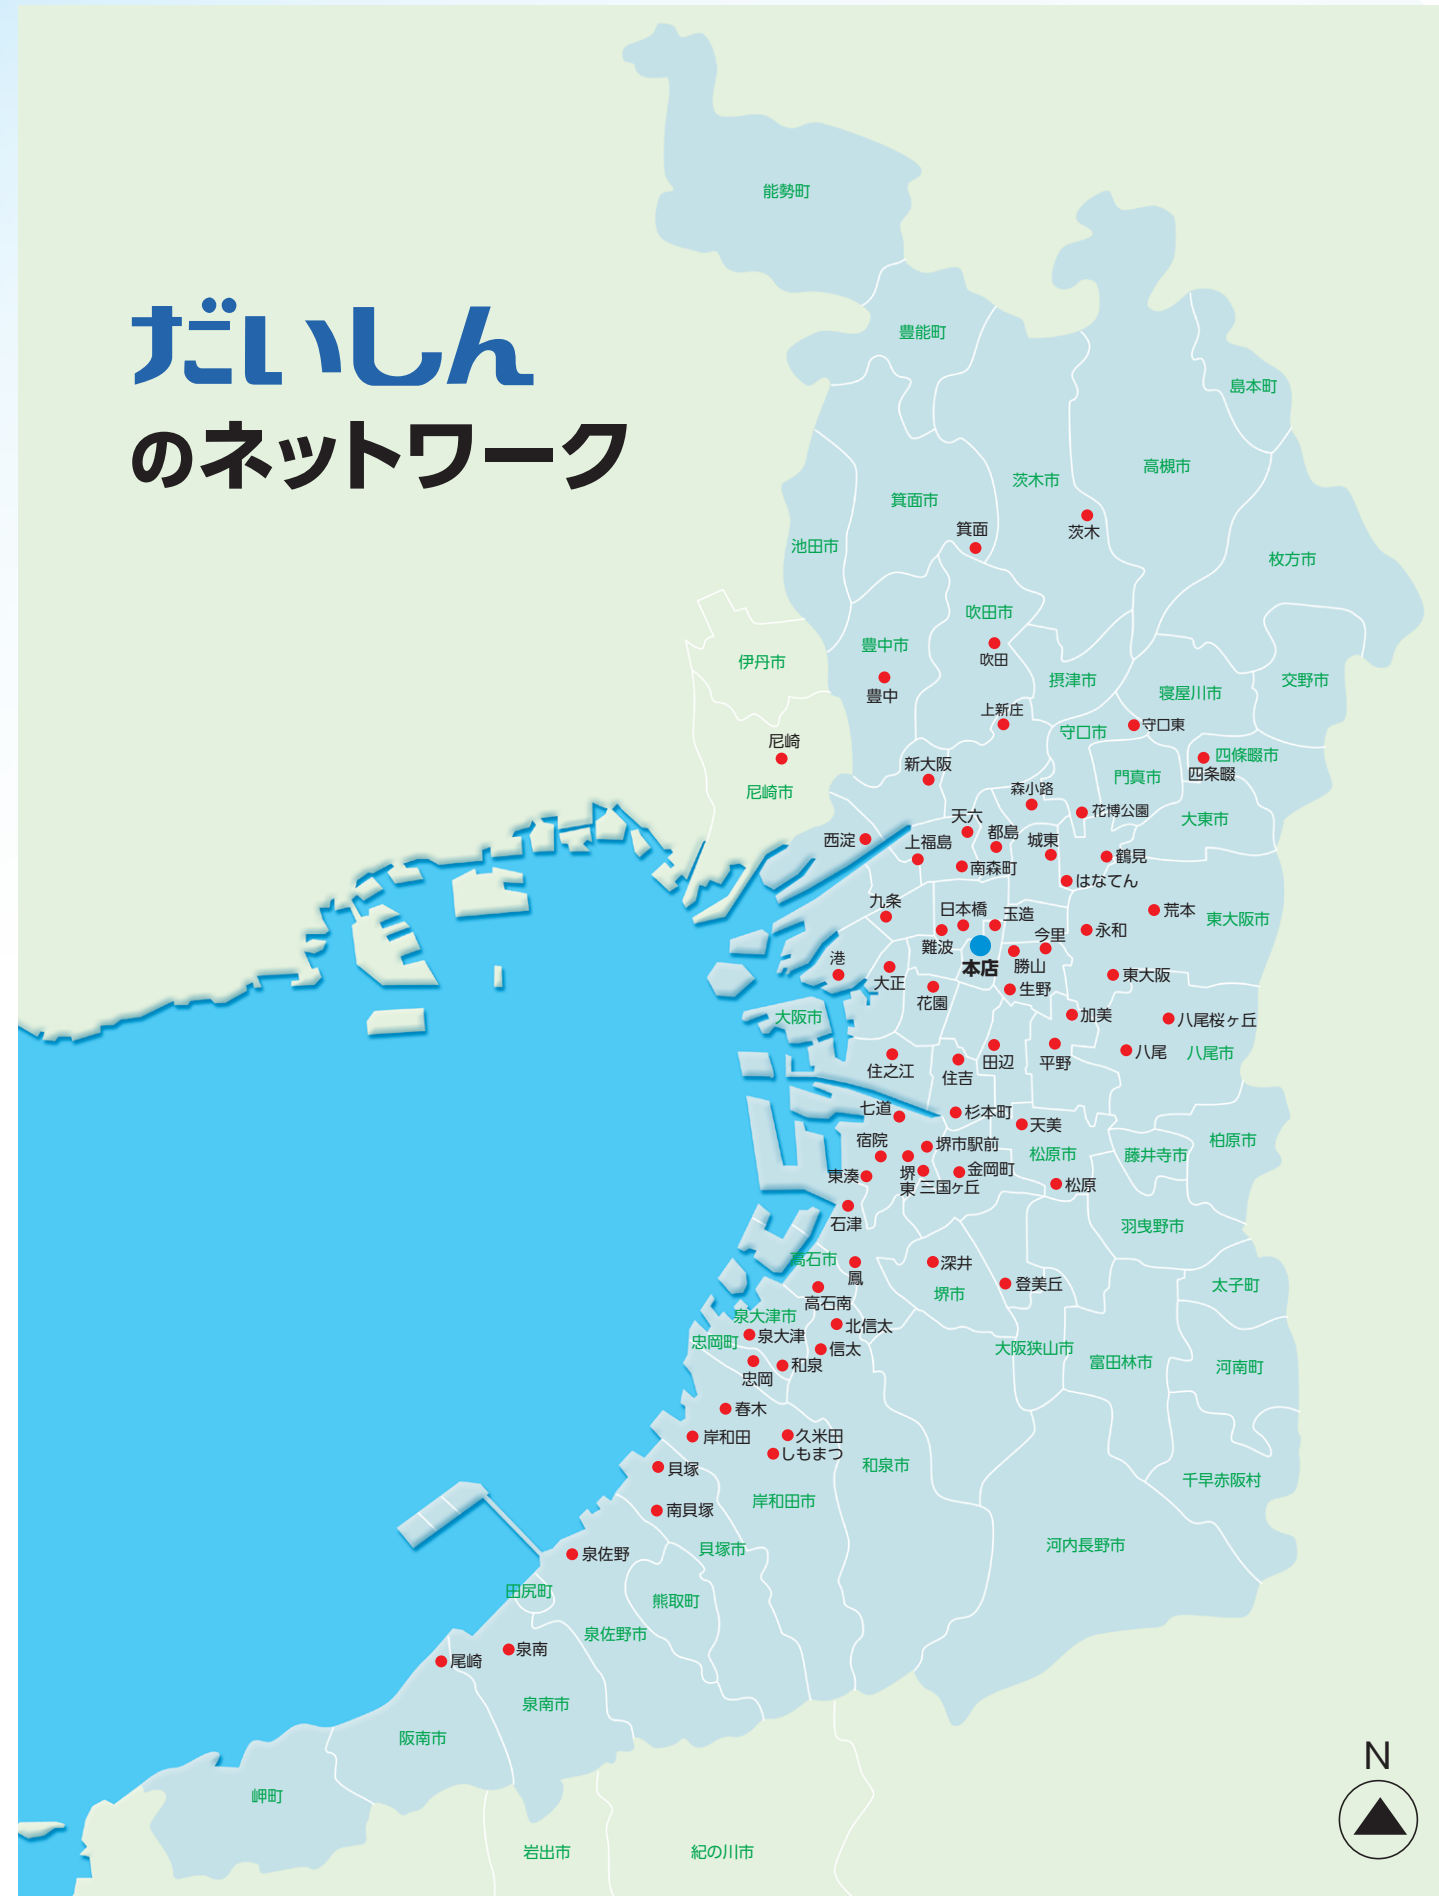 だいしん
のネットワーク
能勢町
豊能町
島本町
高槻市
茨木市
箕面市
箕面
茨木
池田市
枚方市
吹田市
豊中市
吹田
伊丹市
摂津市
交野市
寝屋川市
豊中
上新庄
守口市
守口東
尼崎
四條畷市
新大阪
門真市
四条畷
尼崎市
森小路
花博公園
天六
大東市
都島
西淀
上福島
城東
鶴見
南森町
はなてん
九条
日本橋
玉造
荒本
東大阪市
永和
今里
難波
港
本店
勝山
大正
東大阪
生野
花園
大阪市
加美
八尾桜ヶ丘
八尾
八尾市
住之江
田辺
平野
住吉
七道
杉本町
天美
宿院
堺市駅前
柏原市
松原市
藤井寺市
東湊
堺東
三国ヶ丘
金岡町
松原
石津
羽曳野市
高石市
鳳
深井
登美丘
太子町
堺市
高石南
泉大津市
北信太
泉大津
忠岡町
信太
大阪狭山市
富田林市
河南町
和泉
忠岡
春木
岸和田
久米田
しもまつ
貝塚
和泉市
千早赤阪村
岸和田市
南貝塚
河内長野市
貝塚市
泉佐野
田尻町
熊取町
泉佐野市
泉南
尾崎
泉南市
阪南市
岬町
岩出市
紀の川市
N